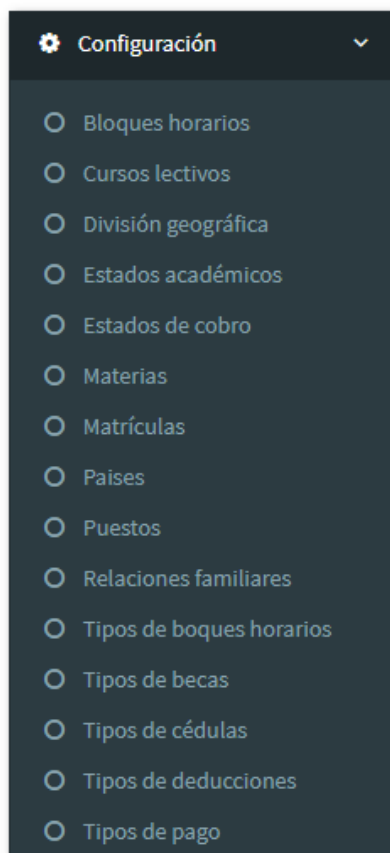 Configuración
Bloques horarios
Cursos lectivos
División geográfica
Estados académicos
Estados de cobro
Materias
Matrículas
Paises
Puestos
Relaciones familiares
Tipos de boques horarios
Tipos de becas
Tipos de cédulas
Tipos de deducciones
Tipos de pago